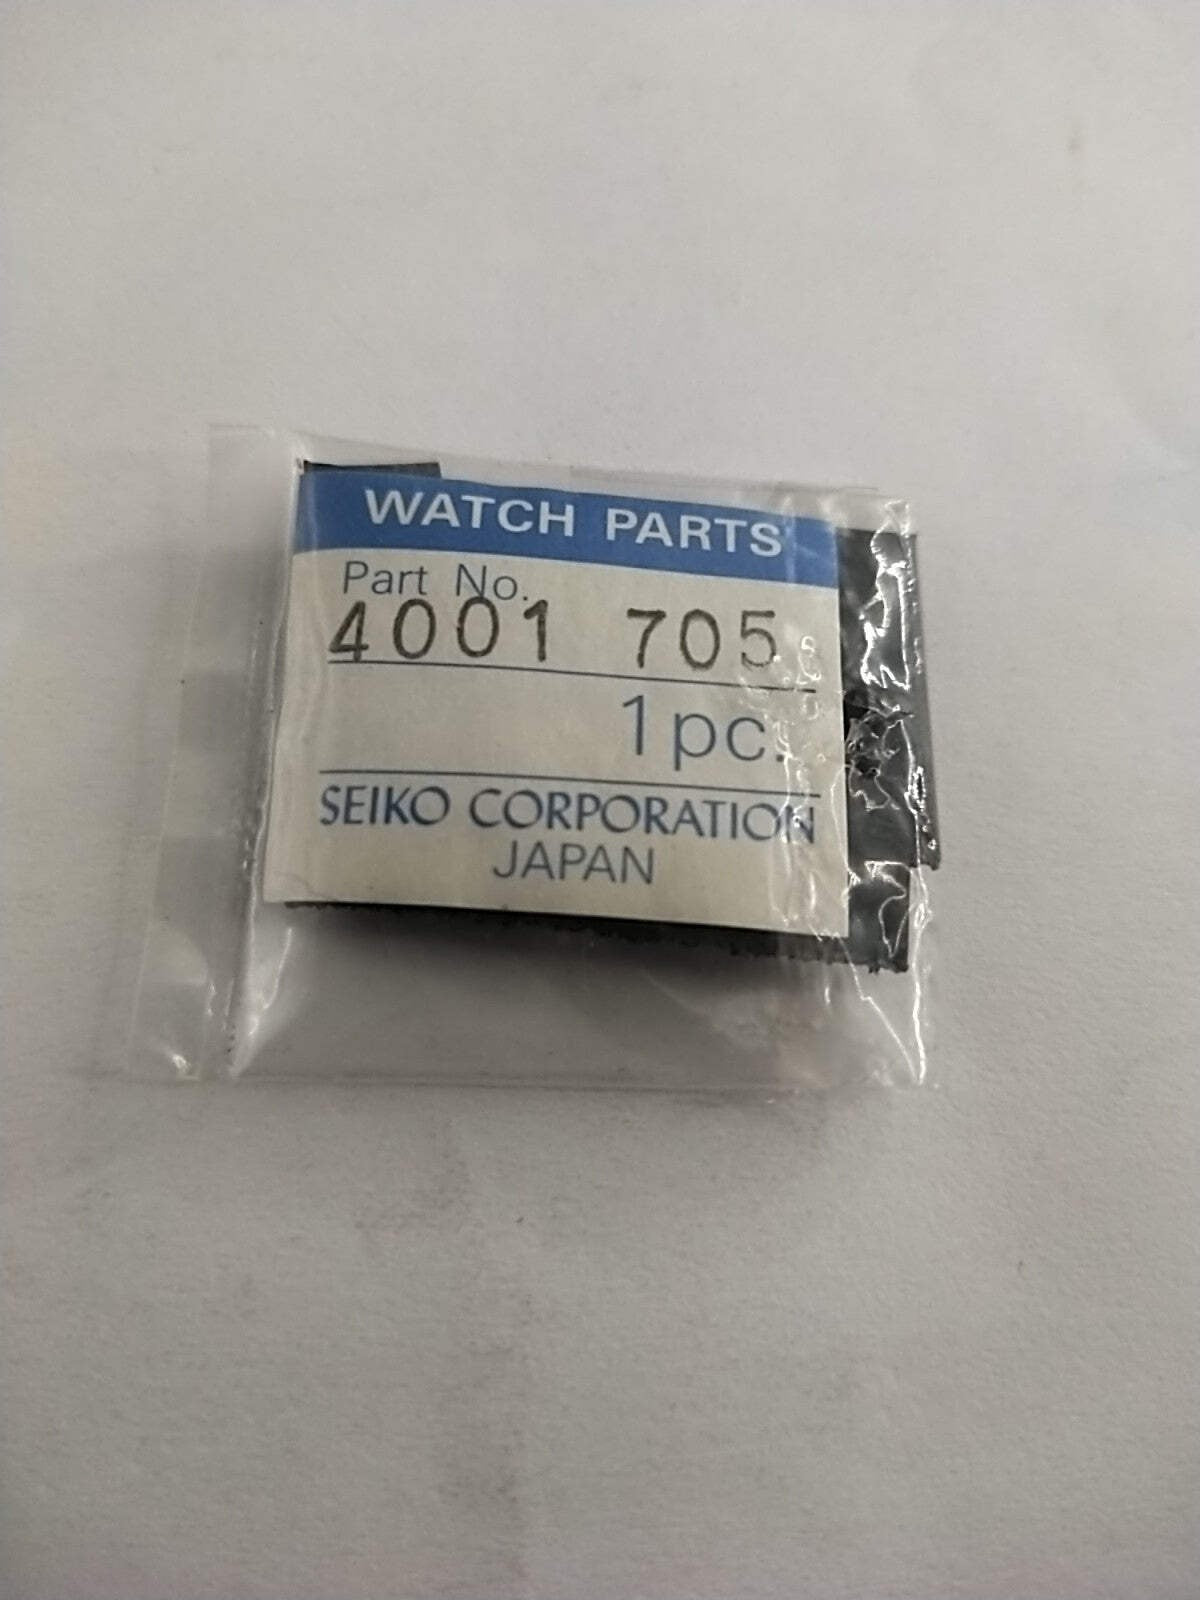 WATCH PARTS
Part No.
4001 705
1pc.
SEIKO CORPORATION
JAPAN